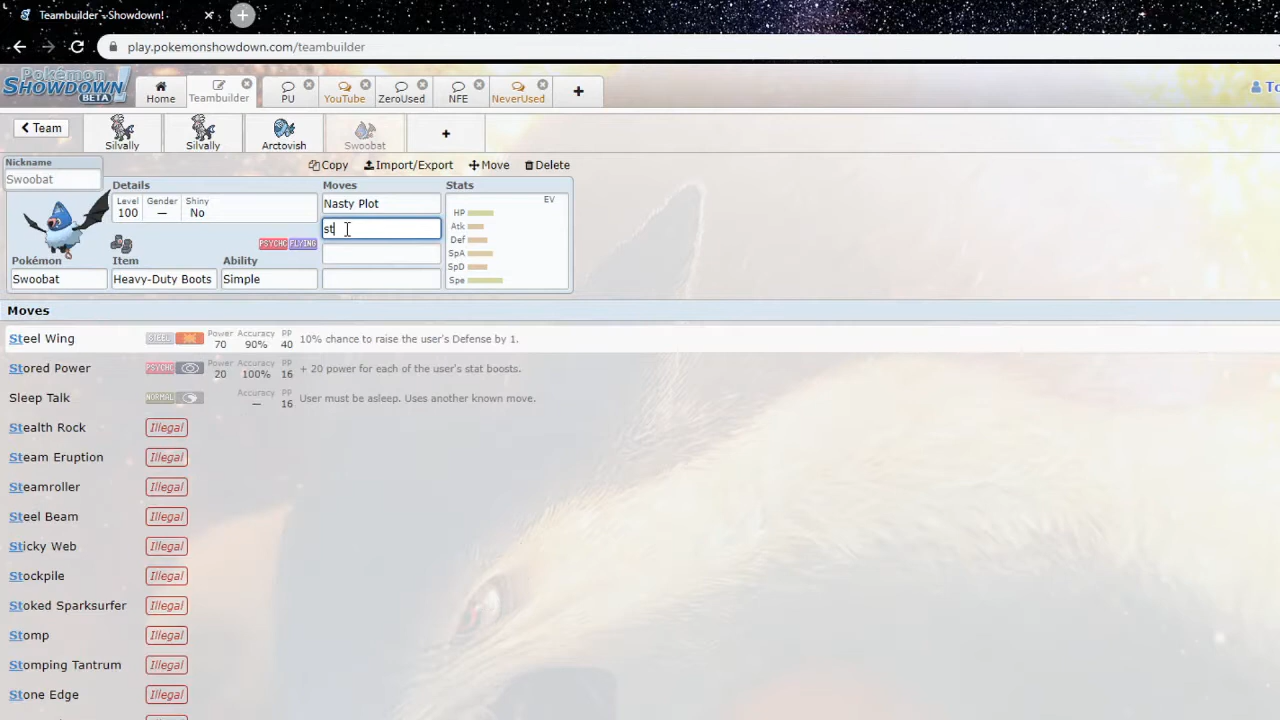 Teambuilder - Showdown!
play.pokemonshowdown.com/teambuilder
Pokémon
SHOWDOWN!
BETA
Home
Teambuilder
PU
YouTube
ZeroUsed
NFE
NeverUsed
To
Team
Silvally
Silvally
Arctovish
Swoobat
Copy
Import/Export
Move
Delete
Nickname
Swoobat
Details
Level
100
Gender
—
Shiny
No
PSYCHC FLYING
Pokémon
Swoobat
Item
Heavy-Duty Boots
Ability
Simple
Moves
Nasty Plot
st
Stats
EV
HP
Atk
Def
SpA
SpD
Spe
Moves
Steel Wing STEEL Power 70 Accuracy 90% PP 40 10% chance to raise the user's Defense by 1.
Stored Power PSYCHC Power 20 Accuracy 100% PP 16 + 20 power for each of the user's stat boosts.
Sleep Talk NORMAL Accuracy — PP 16 User must be asleep. Uses another known move.
Stealth Rock Illegal
Steam Eruption Illegal
Steamroller Illegal
Steel Beam Illegal
Sticky Web Illegal
Stockpile Illegal
Stoked Sparksurfer Illegal
Stomp Illegal
Stomping Tantrum Illegal
Stone Edge Illegal